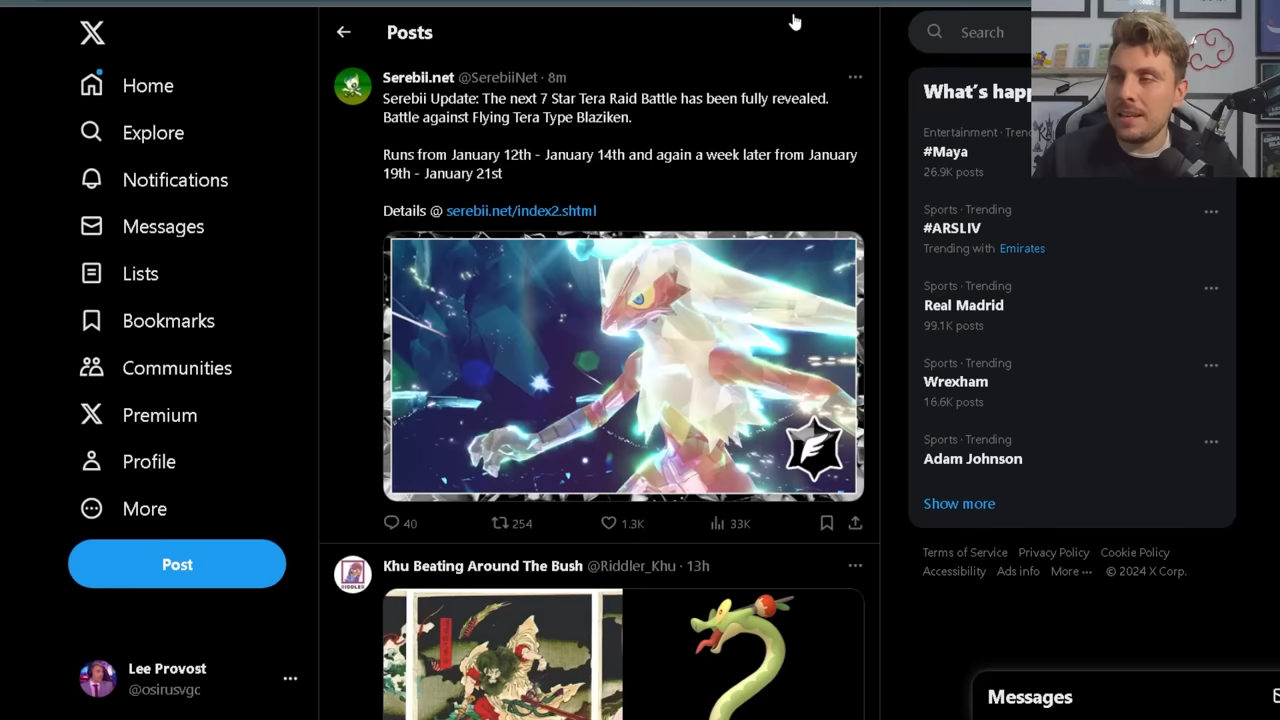 Home
Explore
Notifications
Messages
Lists
Bookmarks
Communities
Premium
Profile
More
Post
Lee Provost
@osirusvgc
Posts
Serebii.net @SerebiiNet · 8m
Serebii Update: The next 7 Star Tera Raid Battle has been fully revealed.
Battle against Flying Tera Type Blaziken.
Runs from January 12th - January 14th and again a week later from January
19th - January 21st
Details @ serebii.net/index2.shtml
40 254 1.3K 33K
Khu Beating Around The Bush @Riddler_Khu · 13h
RIDDLER
Search
What's hap
Entertainment · Trend
#Maya
26.9K posts
Sports · Trending
#ARSLIV
Trending with Emirates
Sports · Trending
Real Madrid
99.1K posts
Sports · Trending
Wrexham
16.6K posts
Sports · Trending
Adam Johnson
Show more
Terms of Service Privacy Policy Cookie Policy
Accessibility Ads info More ··· © 2024 X Corp.
Messages